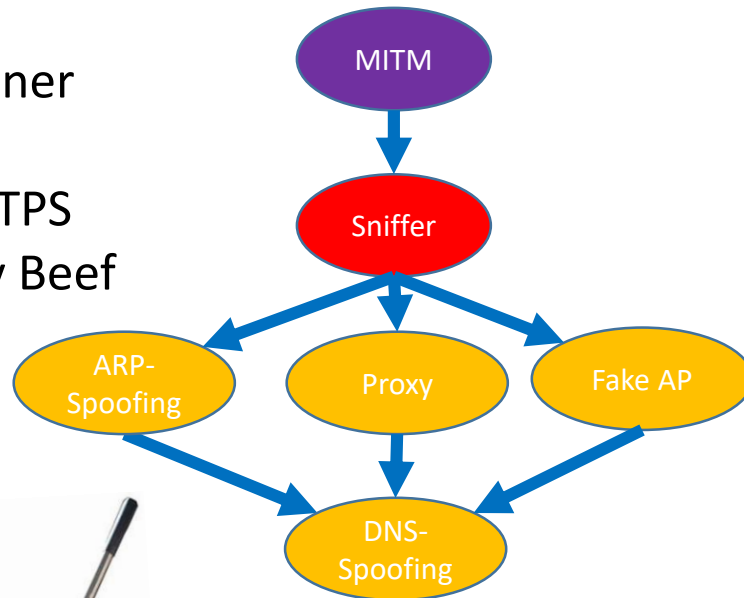 ner
TPS
y Beef
MITM
Sniffer
ARP-
Spoofing
Proxy
Fake AP
DNS-
Spoofing